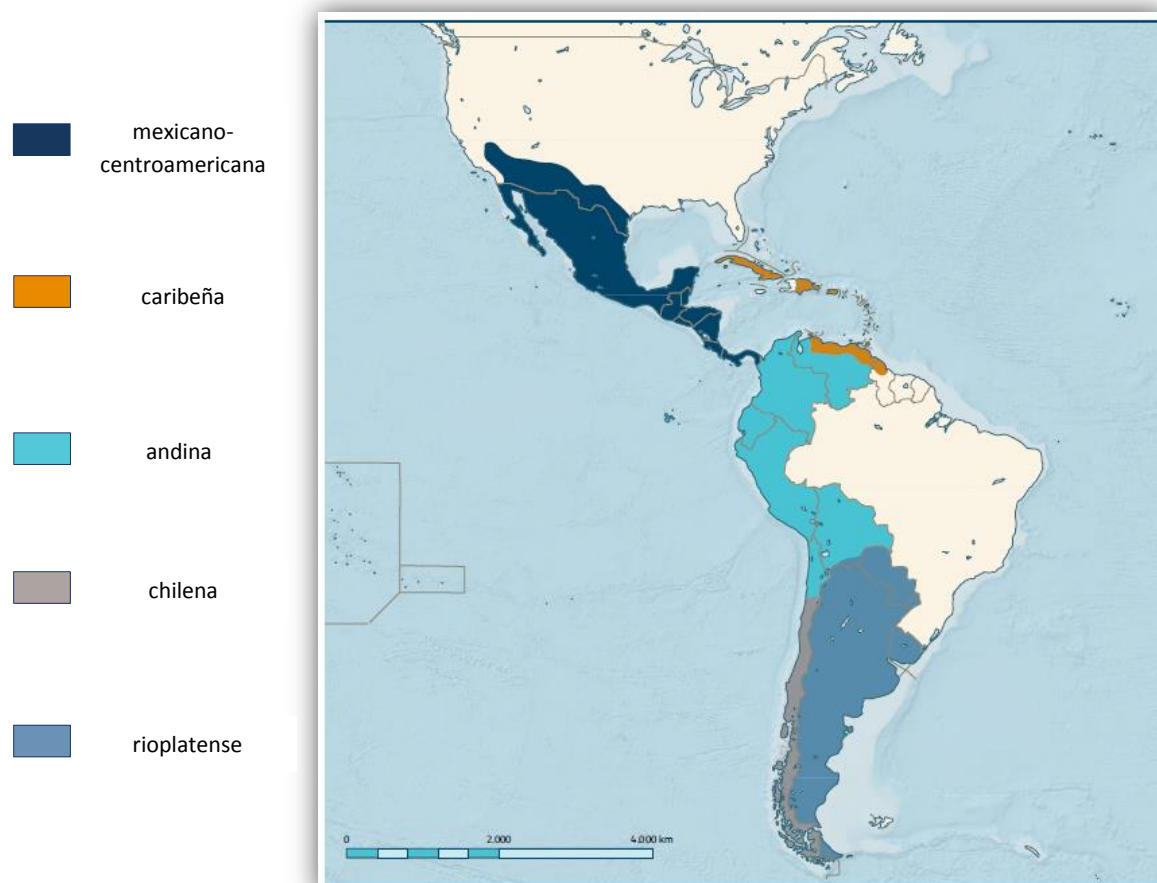 mexicano-
centroamericana
caribeña
andina
chilena
rioplatense
0 2.000 4.000 km